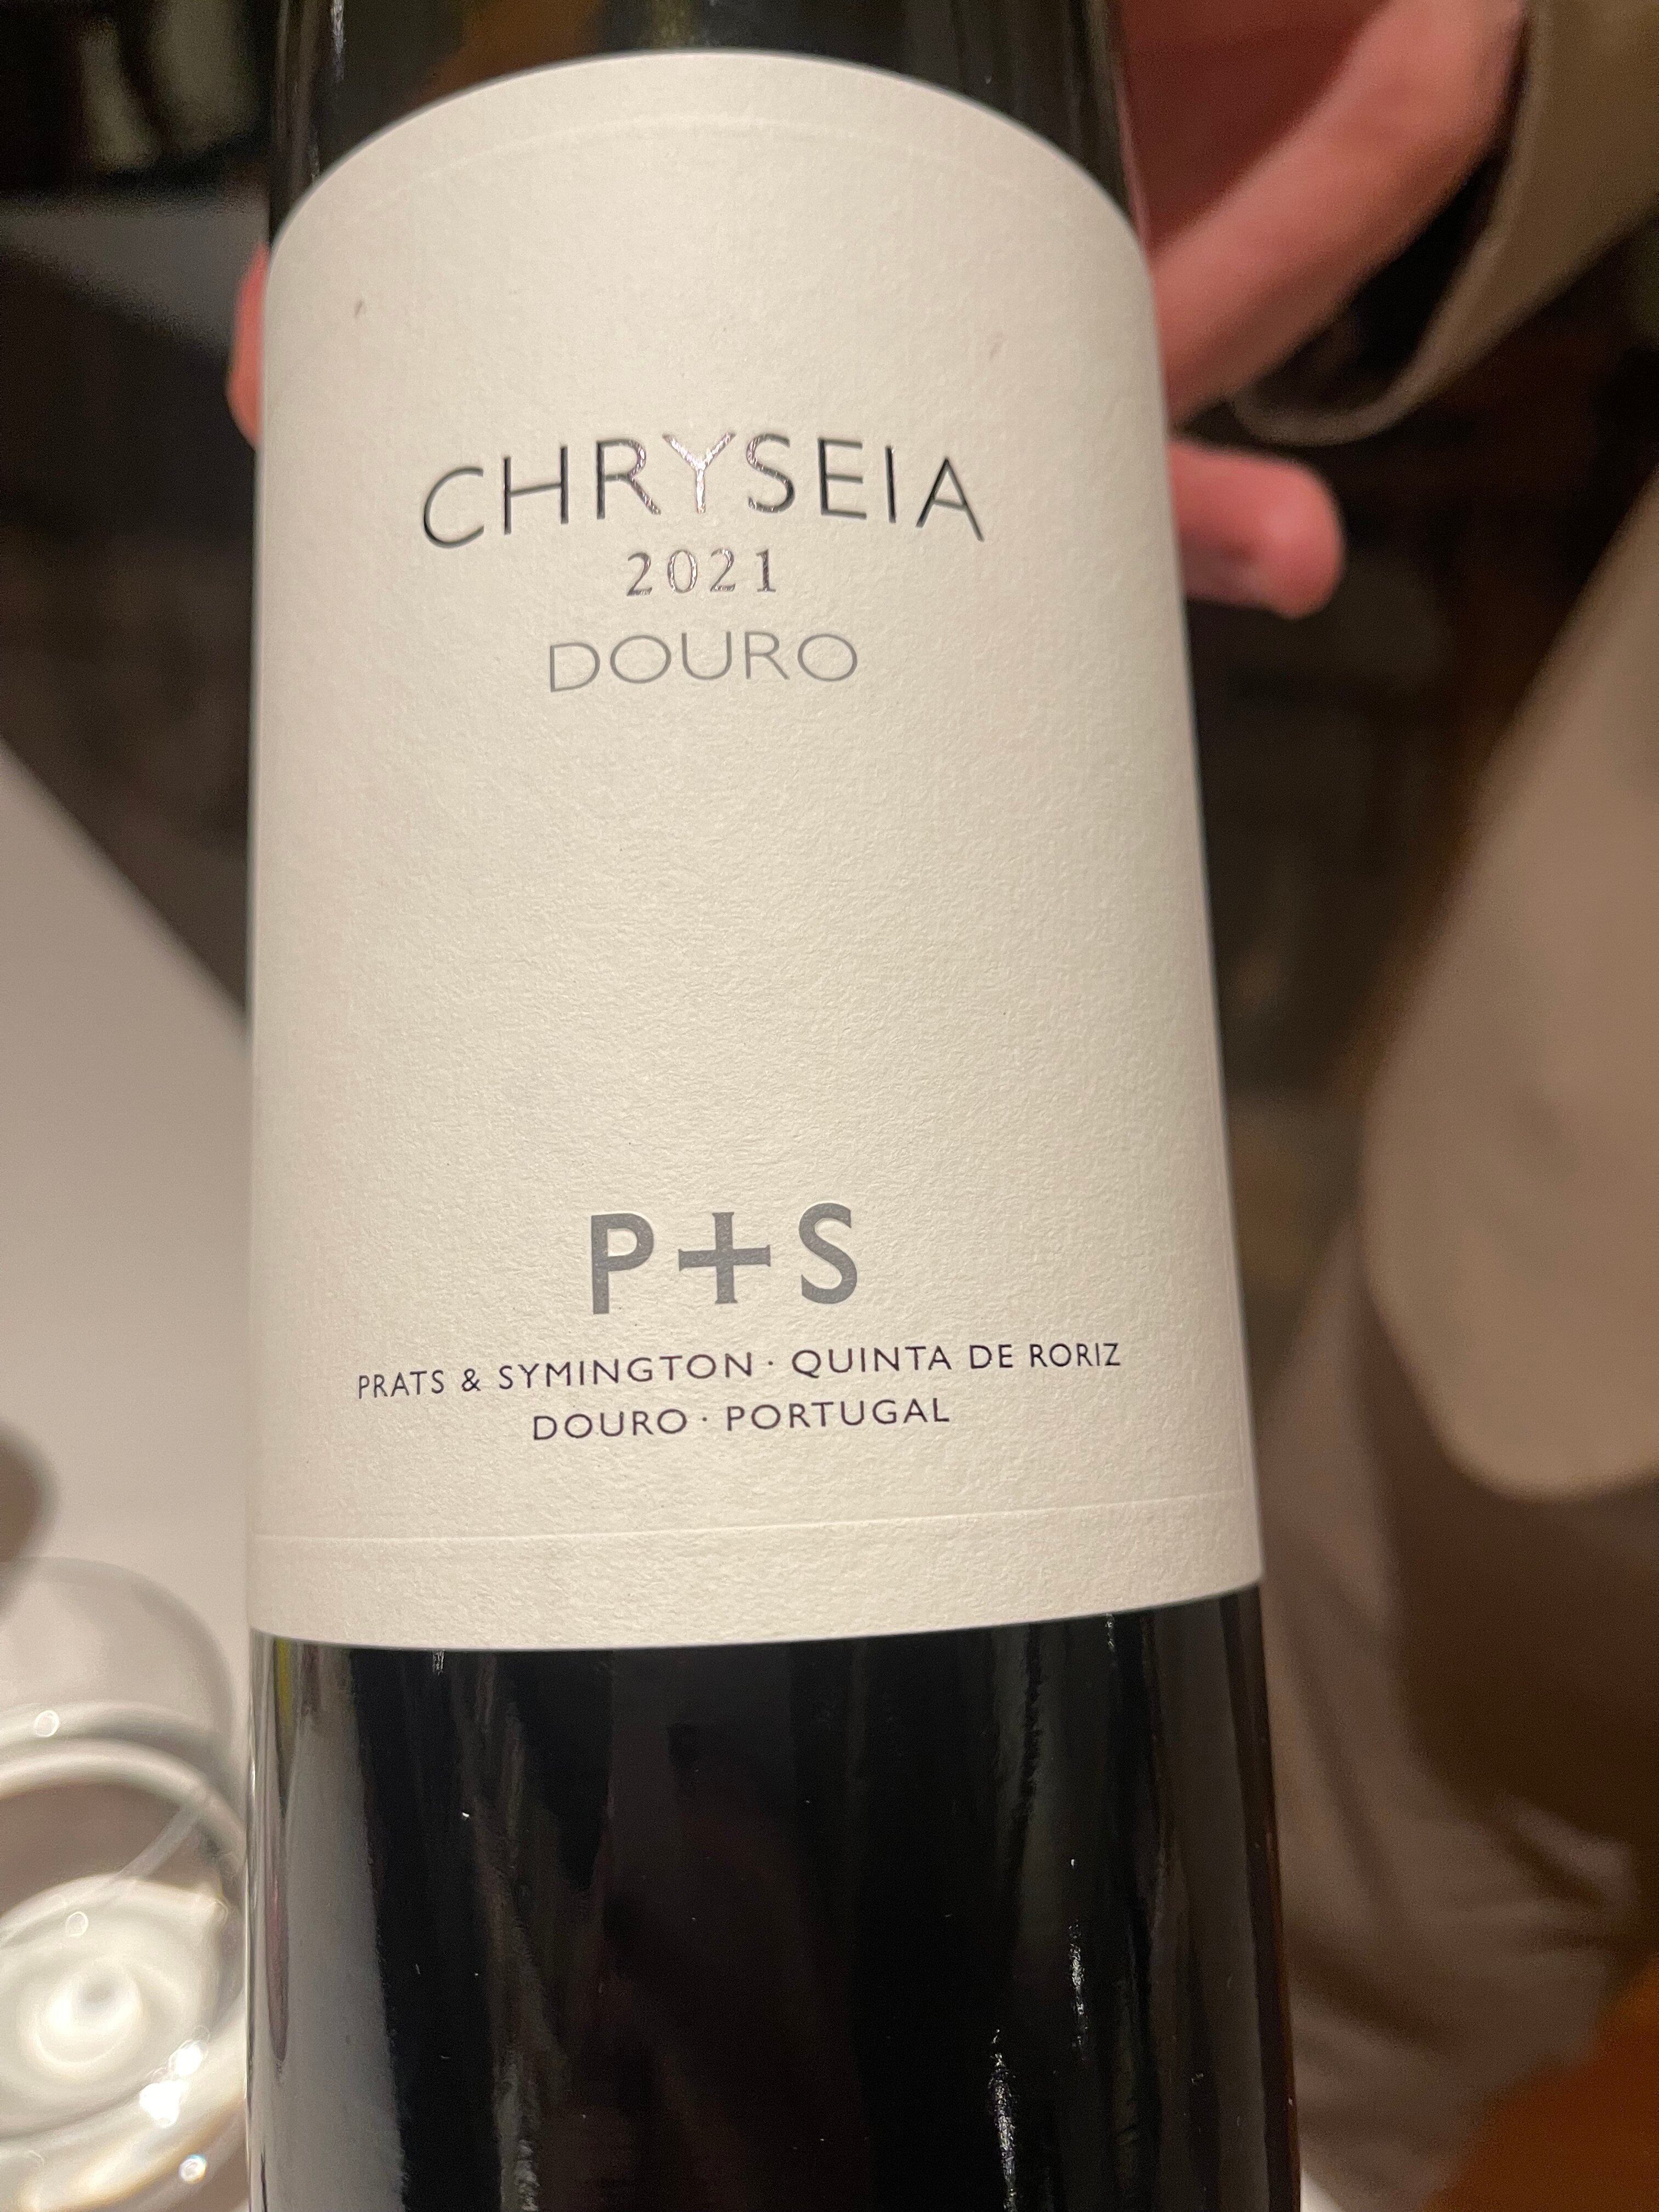 CHRYSEIA
2021
DOURO
P+S
PRATS & SYMINGTON · QUINTA DE RORIZ
DOURO · PORTUGAL